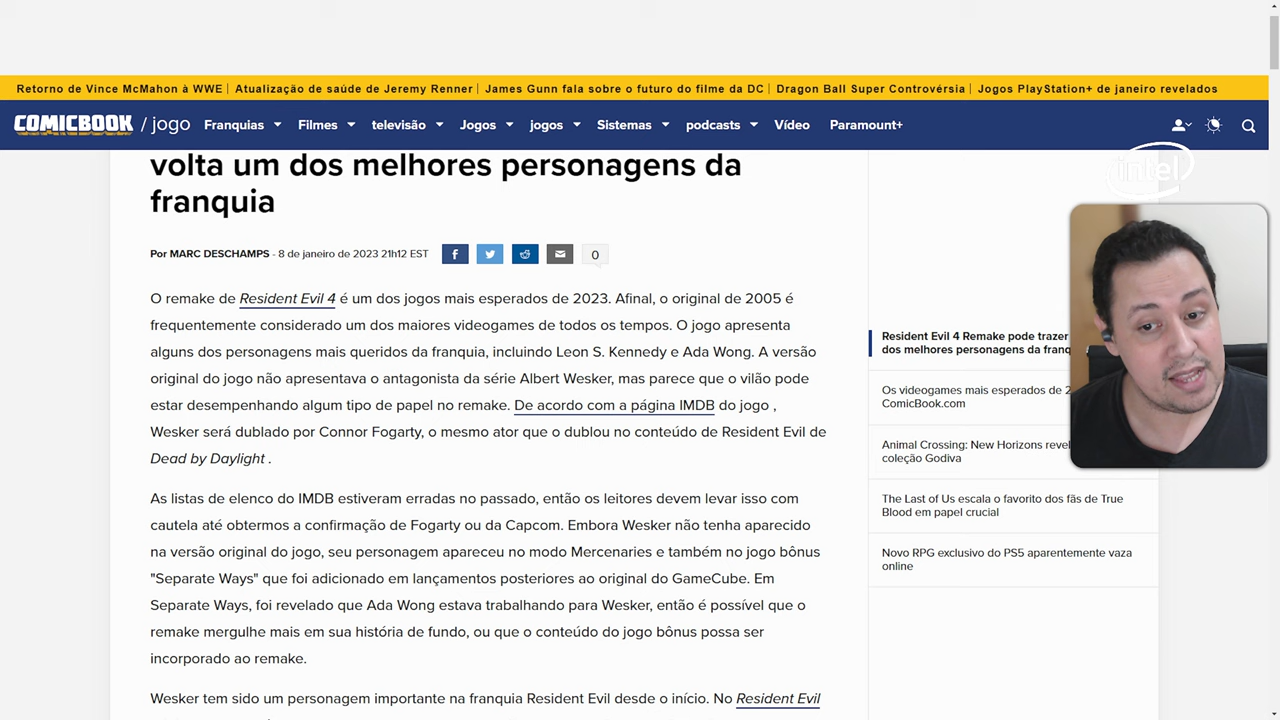 Retorno de Vince McMahon à WWE | Atualização de saúde de Jeremy Renner | James Gunn fala sobre o futuro do filme da DC | Dragon Ball Super Controvérsia | Jogos PlayStation+ de janeiro revelados
COMICBOOK / jogo Franquias Filmes televisão Jogos jogos Sistemas podcasts Vídeo Paramount+
intel
volta um dos melhores personagens da
franquia
Por MARC DESCHAMPS - 8 de janeiro de 2023 21h12 EST 0
O remake de Resident Evil 4 é um dos jogos mais esperados de 2023. Afinal, o original de 2005 é
frequentemente considerado um dos maiores videogames de todos os tempos. O jogo apresenta
alguns dos personagens mais queridos da franquia, incluindo Leon S. Kennedy e Ada Wong. A versão
original do jogo não apresentava o antagonista da série Albert Wesker, mas parece que o vilão pode
estar desempenhando algum tipo de papel no remake. De acordo com a página IMDB do jogo ,
Wesker será dublado por Connor Fogarty, o mesmo ator que o dublou no conteúdo de Resident Evil de
Dead by Daylight .
As listas de elenco do IMDB estiveram erradas no passado, então os leitores devem levar isso com
cautela até obtermos a confirmação de Fogarty ou da Capcom. Embora Wesker não tenha aparecido
na versão original do jogo, seu personagem apareceu no modo Mercenaries e também no jogo bônus
"Separate Ways" que foi adicionado em lançamentos posteriores ao original do GameCube. Em
Separate Ways, foi revelado que Ada Wong estava trabalhando para Wesker, então é possível que o
remake mergulhe mais em sua história de fundo, ou que o conteúdo do jogo bônus possa ser
incorporado ao remake.
Wesker tem sido um personagem importante na franquia Resident Evil desde o início. No Resident Evil
Resident Evil 4 Remake pode trazer
dos melhores personagens da franq
Os videogames mais esperados de 2
ComicBook.com
Animal Crossing: New Horizons revel
coleção Godiva
The Last of Us escala o favorito dos fãs de True
Blood em papel crucial
Novo RPG exclusivo do PS5 aparentemente vaza
online